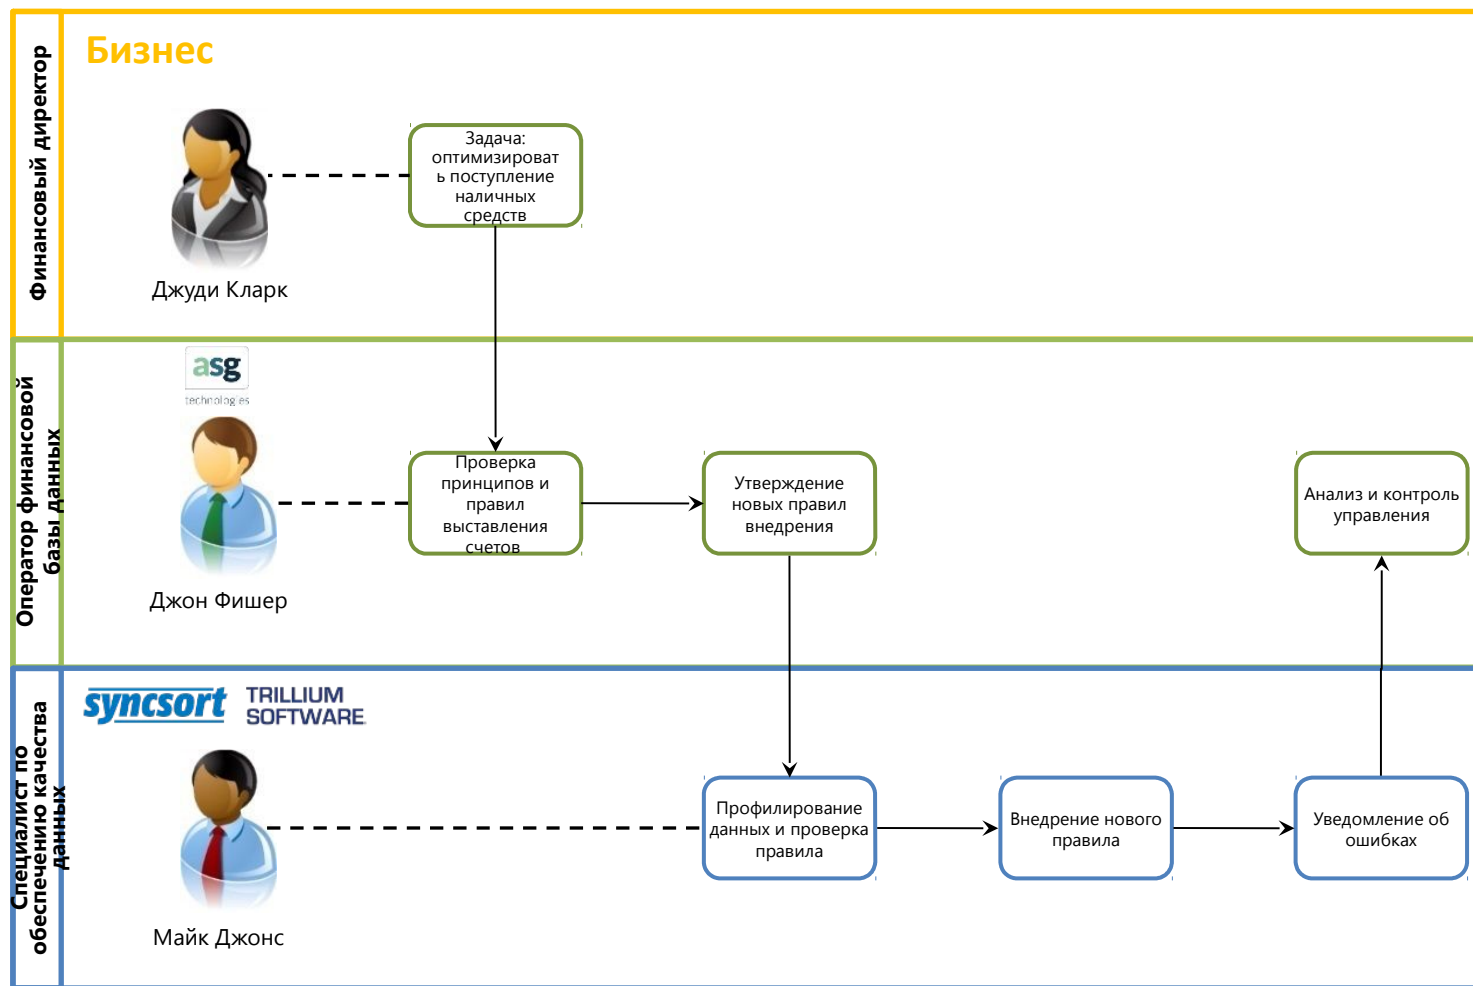 Бизнес
Финансовый директор
Задача:
оптимизироват
ь поступление
наличных
средств
Джуди Кларк
Оператор финансовой
базы данных
asg
technologies
Проверка
принципов и
правил
выставления
счетов
Утверждение
новых правил
внедрения
Анализ и контроль
управления
Джон Фишер
Специалист по
обеспечению качества
данных
syncsort
TRILLIUM
SOFTWARE
Профилирование
данных и проверка
правила
Внедрение нового
правила
Уведомление об
ошибках
Майк Джонс